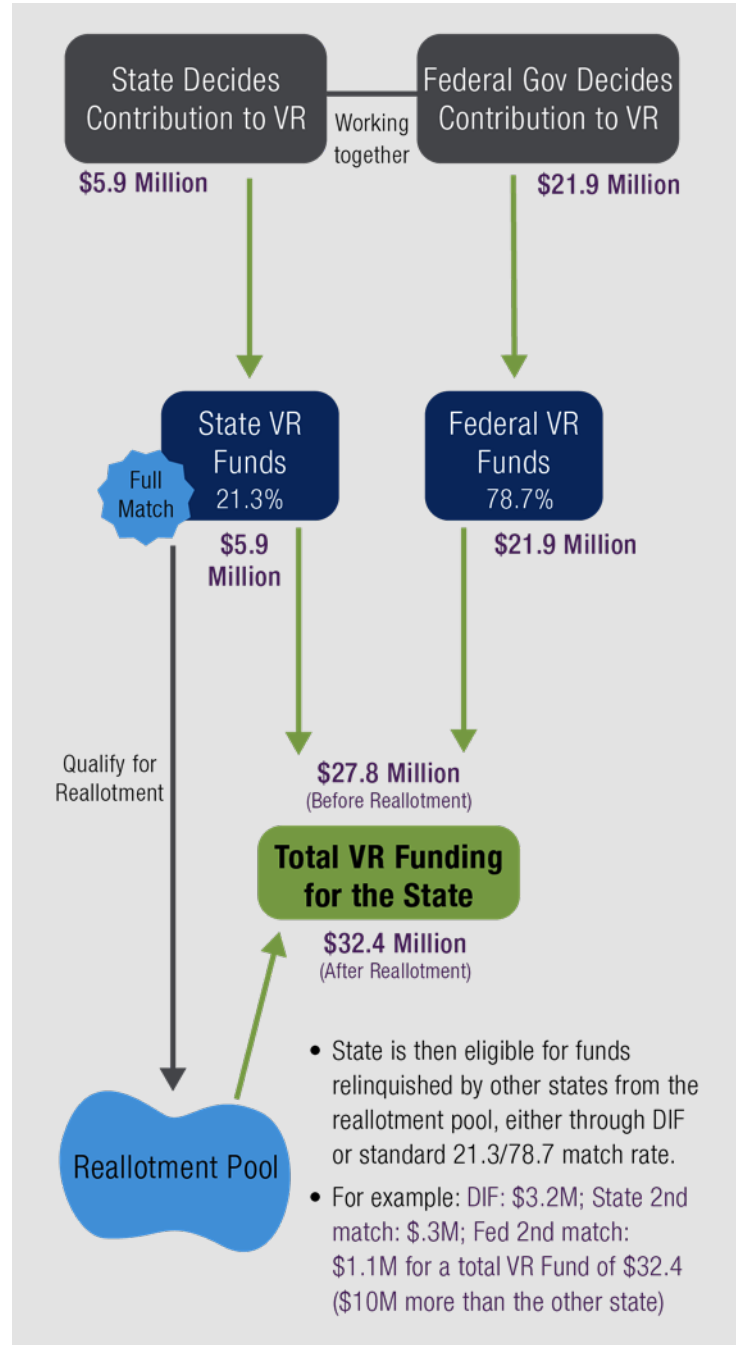 State Decides
Contribution to VR
Working
together
Federal Gov Decides
Contribution to VR
$5.9 Million
$21.9 Million
Full
Match
State VR
Funds
21.3%
Federal VR
Funds
78.7%
$5.9
Million
$21.9 Million
Qualify for
Reallotment
$27.8 Million
(Before Reallotment)
Total VR Funding
for the State
$32.4 Million
(After Reallotment)
Reallotment Pool
• State is then eligible for funds
relinquished by other states from the
reallotment pool, either through DIF
or standard 21.3/78.7 match rate.
• For example: DIF: $3.2M; State 2nd
match: $.3M; Fed 2nd match:
$1.1M for a total VR Fund of $32.4
($10M more than the other state)